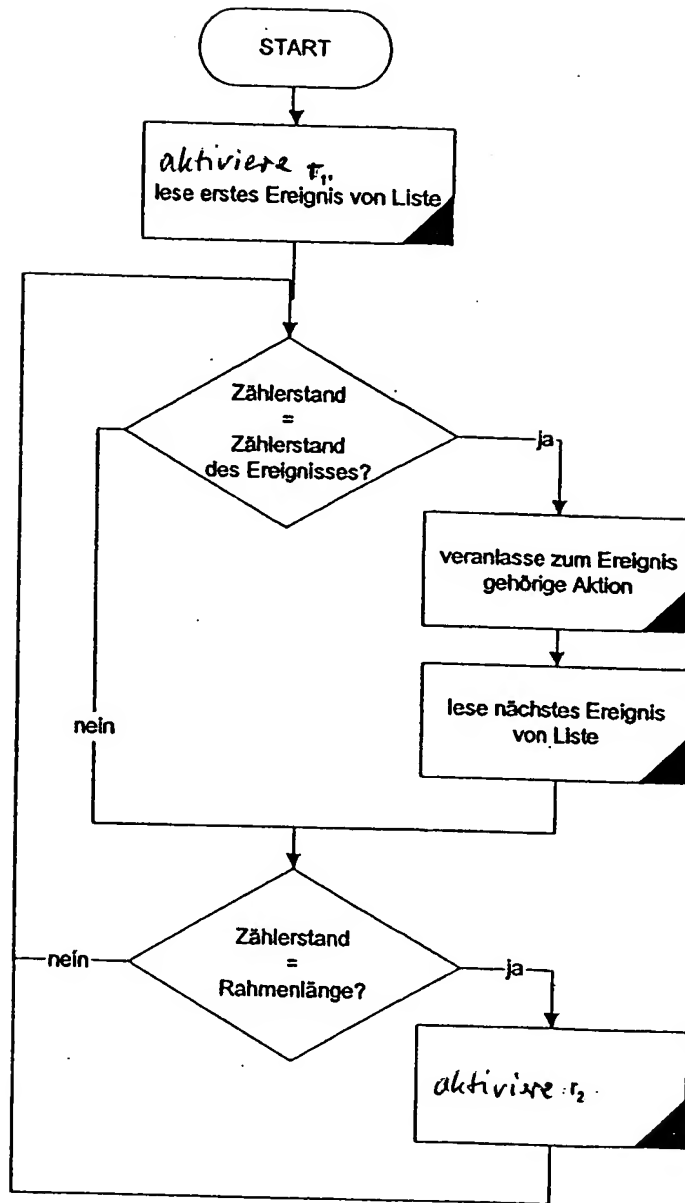 START
aktiviere r₁.
lese erstes Ereignis von Liste
Zählerstand
=
Zählerstand
des Ereignisses?
ja
veranlasse zum Ereignis
gehörige Aktion
lese nächstes Ereignis
von Liste
nein
Zählerstand
=
Rahmenlänge?
nein
ja
aktiviere r₂